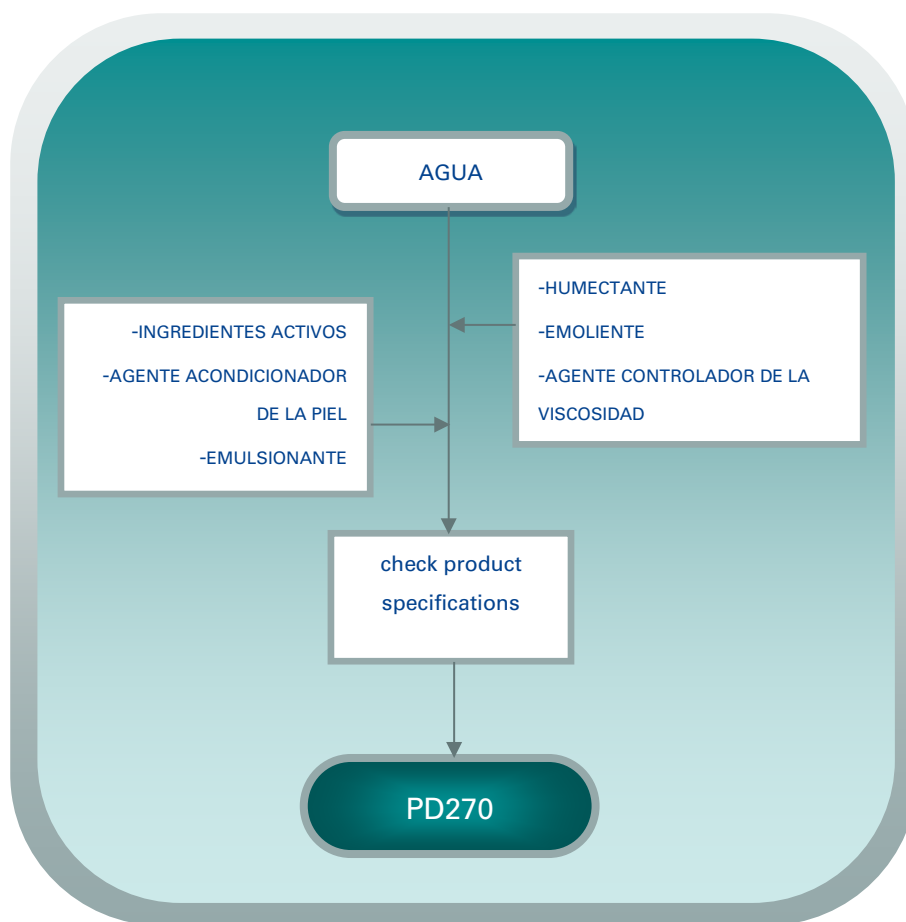 AGUA
-HUMECTANTE
-EMOLIENTE
-AGENTE CONTROLADOR DE LA
VISCOSIDAD
-INGREDIENTES ACTIVOS
-AGENTE ACONDICIONADOR
DE LA PIEL
-EMULSIONANTE
check product
specifications
PD270